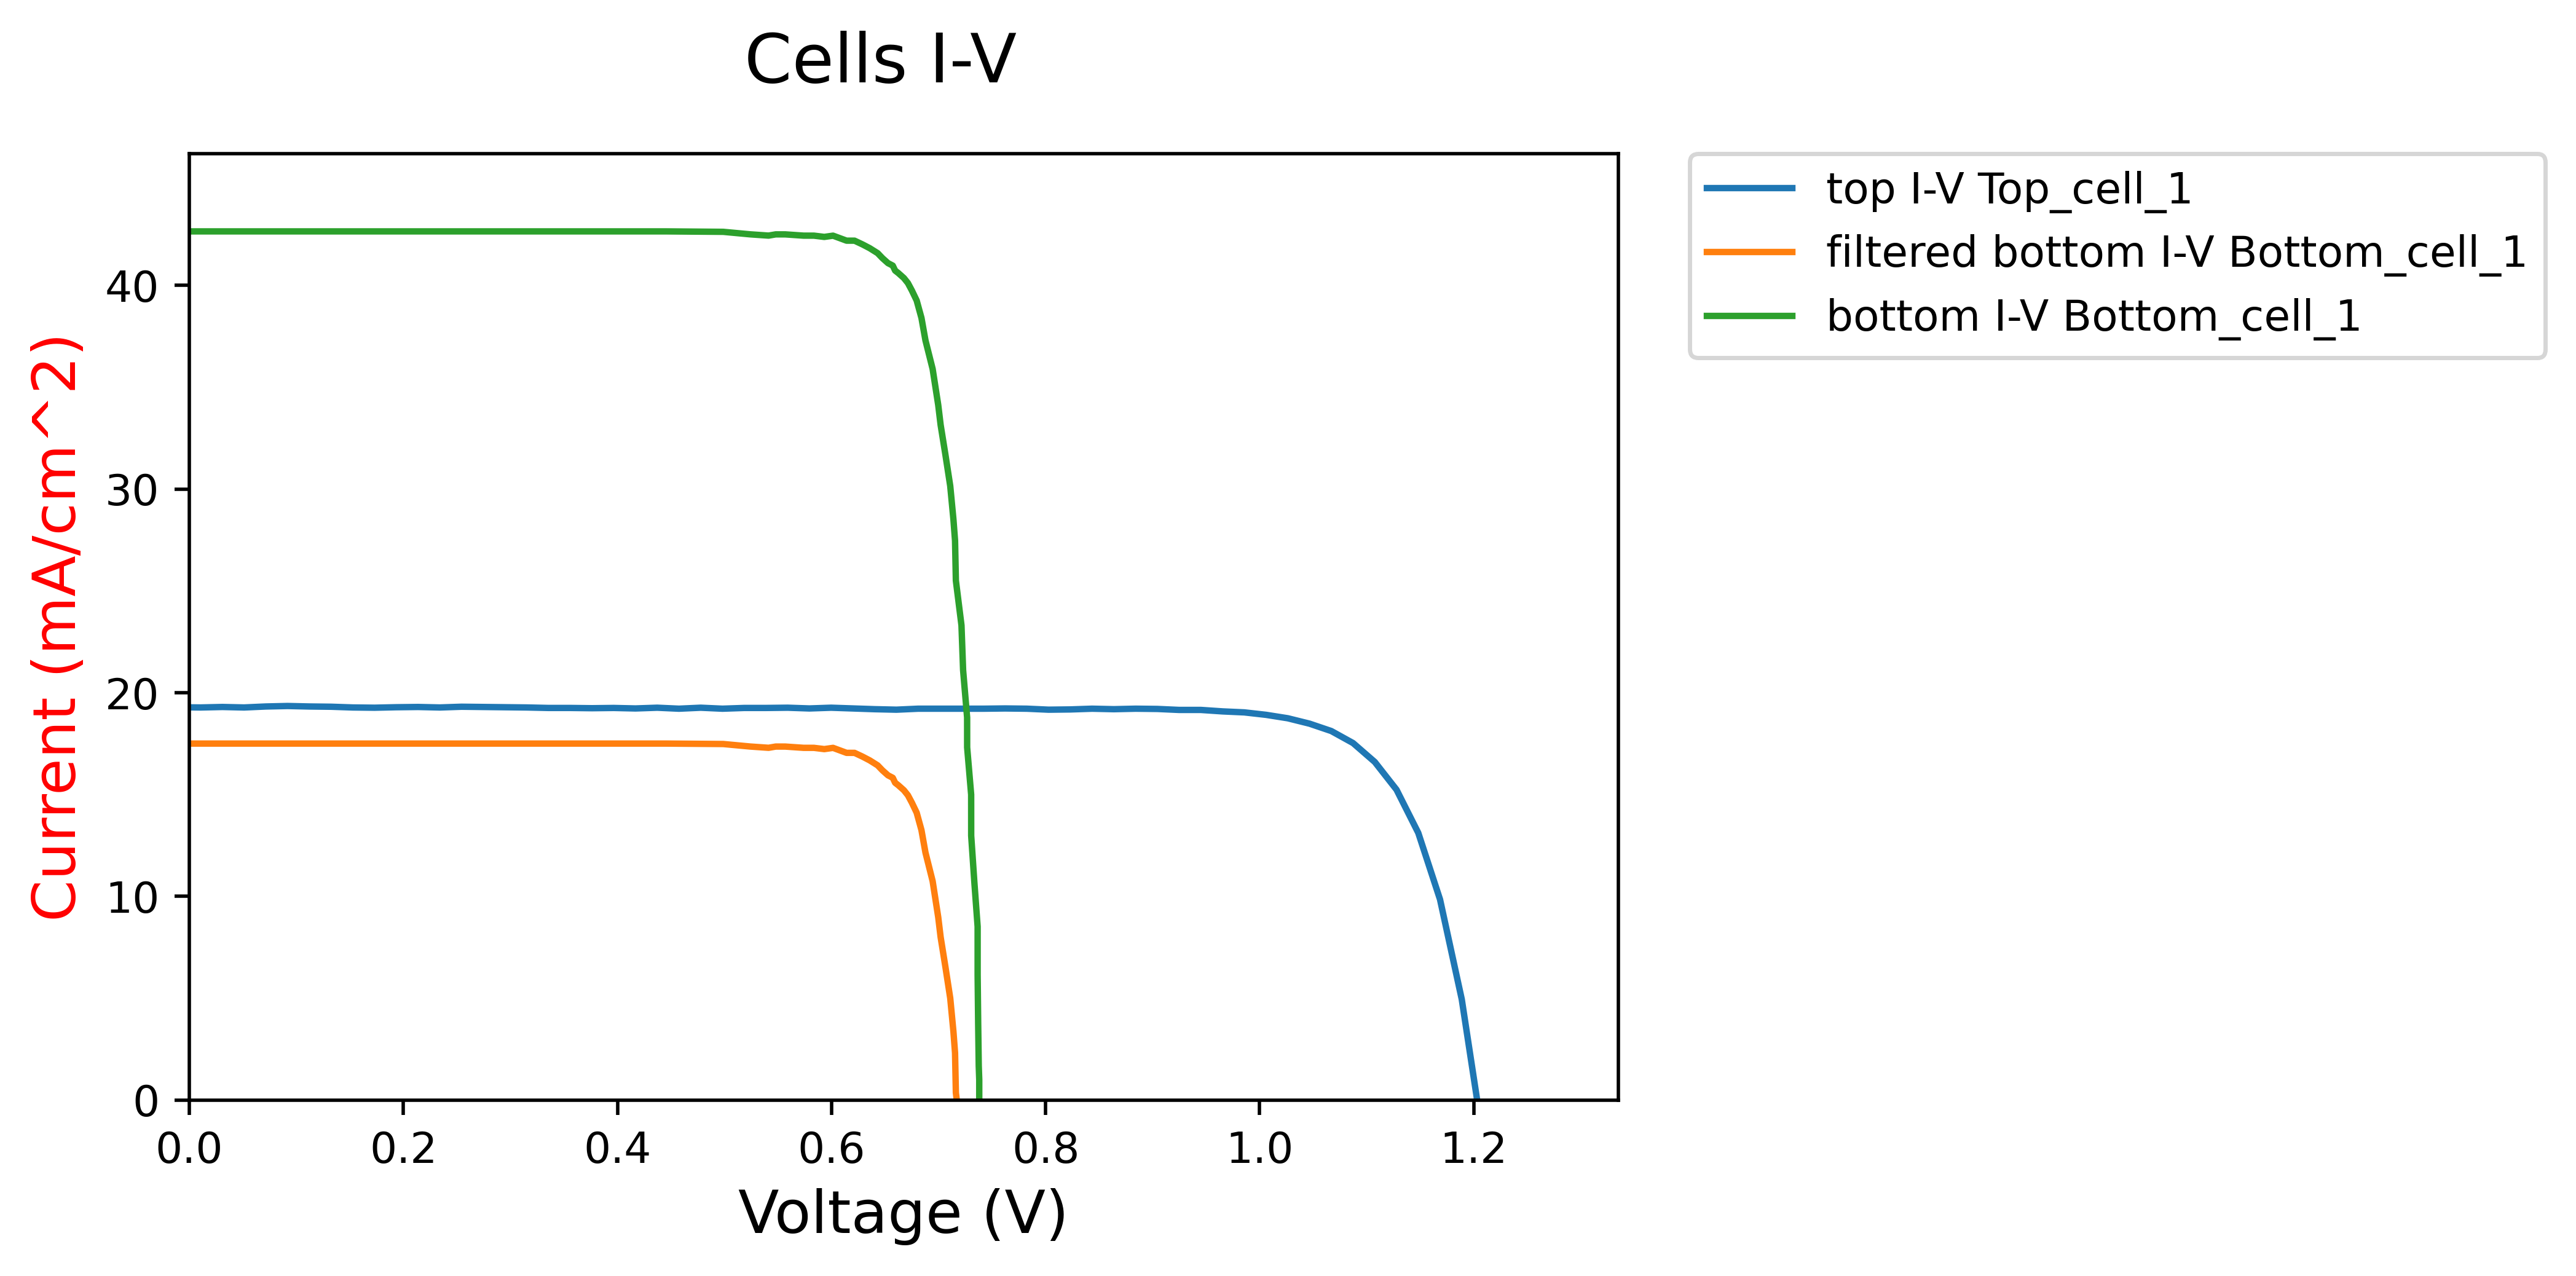 Cells I-V
top I-V Top_cell_1
filtered bottom I-V Bottom_cell_1
bottom I-V Bottom_cell_1
Current (mA/cm^2)
40
30
20
10
0
0.0 0.2 0.4 0.6 0.8 1.0 1.2
Voltage (V)